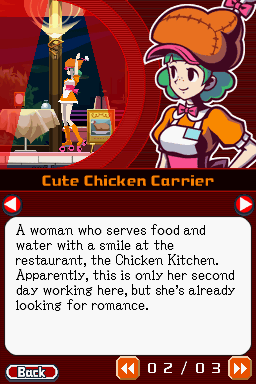 Cute Chicken Carrier
A woman who serves food and
water with a smile at the
restaurant, the Chicken Kitchen.
Apparently, this is only her second
day working here, but she's already
looking for romance.
Back
02/03